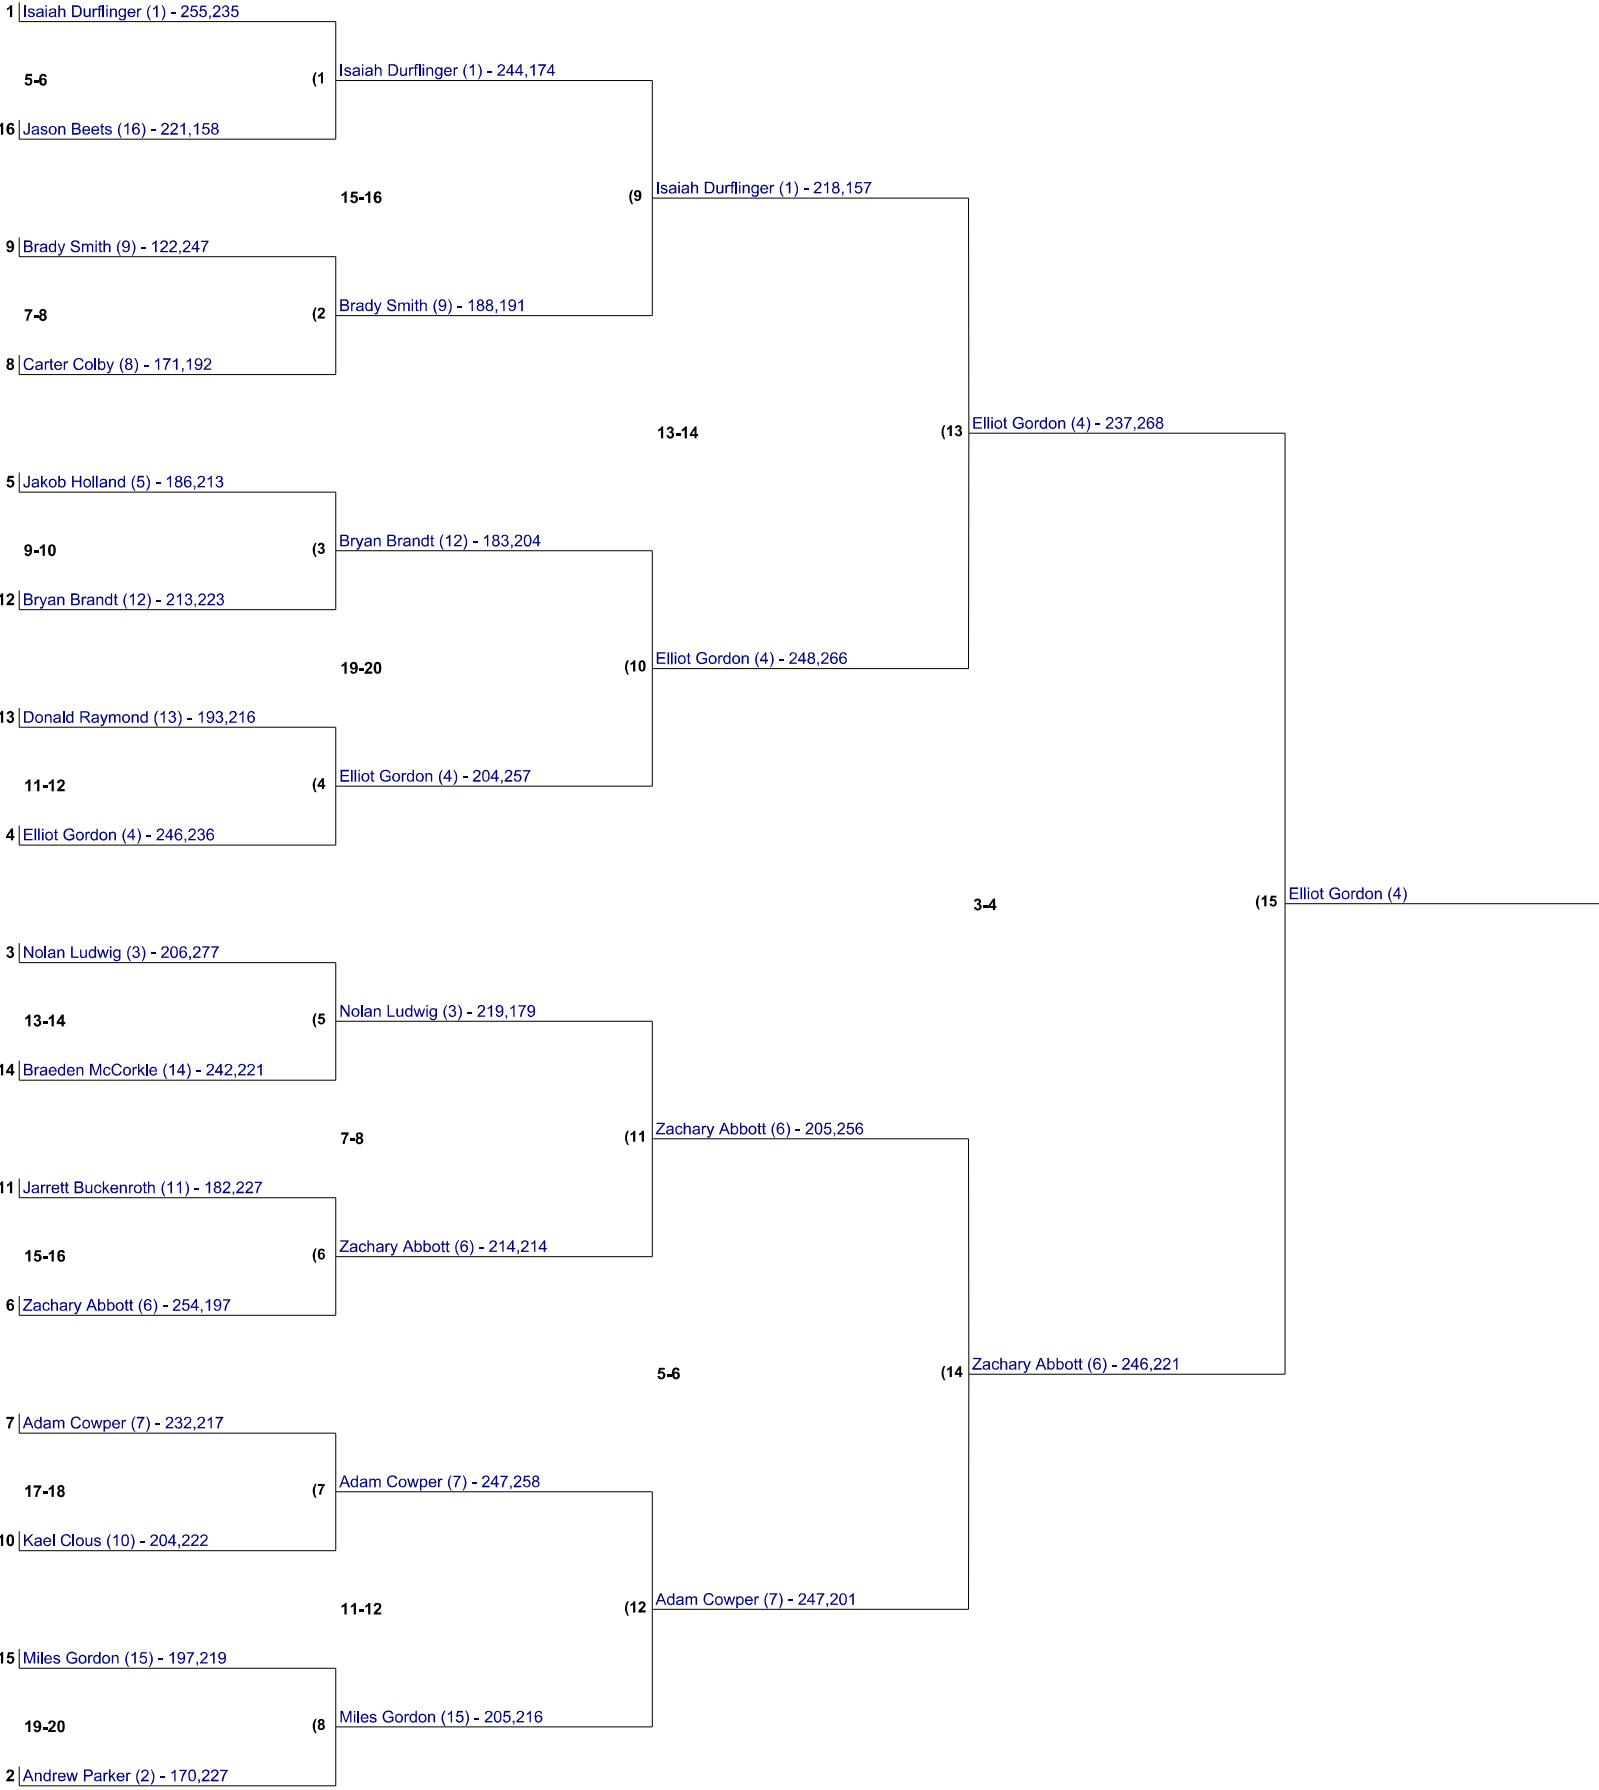 1 Isaiah Durflinger (1) - 255,235
5-6 (1 Isaiah Durflinger (1) - 244,174
16 Jason Beets (16) - 221,158
15-16 (9 Isaiah Durflinger (1) - 218,157
9 Brady Smith (9) - 122,247
7-8 (2 Brady Smith (9) - 188,191
8 Carter Colby (8) - 171,192
13-14 (13 Elliot Gordon (4) - 237,268
5 Jakob Holland (5) - 186,213
9-10 (3 Bryan Brandt (12) - 183,204
12 Bryan Brandt (12) - 213,223
19-20 (10 Elliot Gordon (4) - 248,266
13 Donald Raymond (13) - 193,216
11-12 (4 Elliot Gordon (4) - 204,257
4 Elliot Gordon (4) - 246,236
3-4 (15 Elliot Gordon (4)
3 Nolan Ludwig (3) - 206,277
13-14 (5 Nolan Ludwig (3) - 219,179
14 Braeden McCorkle (14) - 242,221
7-8 (11 Zachary Abbott (6) - 205,256
11 Jarrett Buckenroth (11) - 182,227
15-16 (6 Zachary Abbott (6) - 214,214
6 Zachary Abbott (6) - 254,197
5-6 (14 Zachary Abbott (6) - 246,221
7 Adam Cowper (7) - 232,217
17-18 (7 Adam Cowper (7) - 247,258
10 Kael Clous (10) - 204,222
11-12 (12 Adam Cowper (7) - 247,201
15 Miles Gordon (15) - 197,219
19-20 (8 Miles Gordon (15) - 205,216
2 Andrew Parker (2) - 170,227